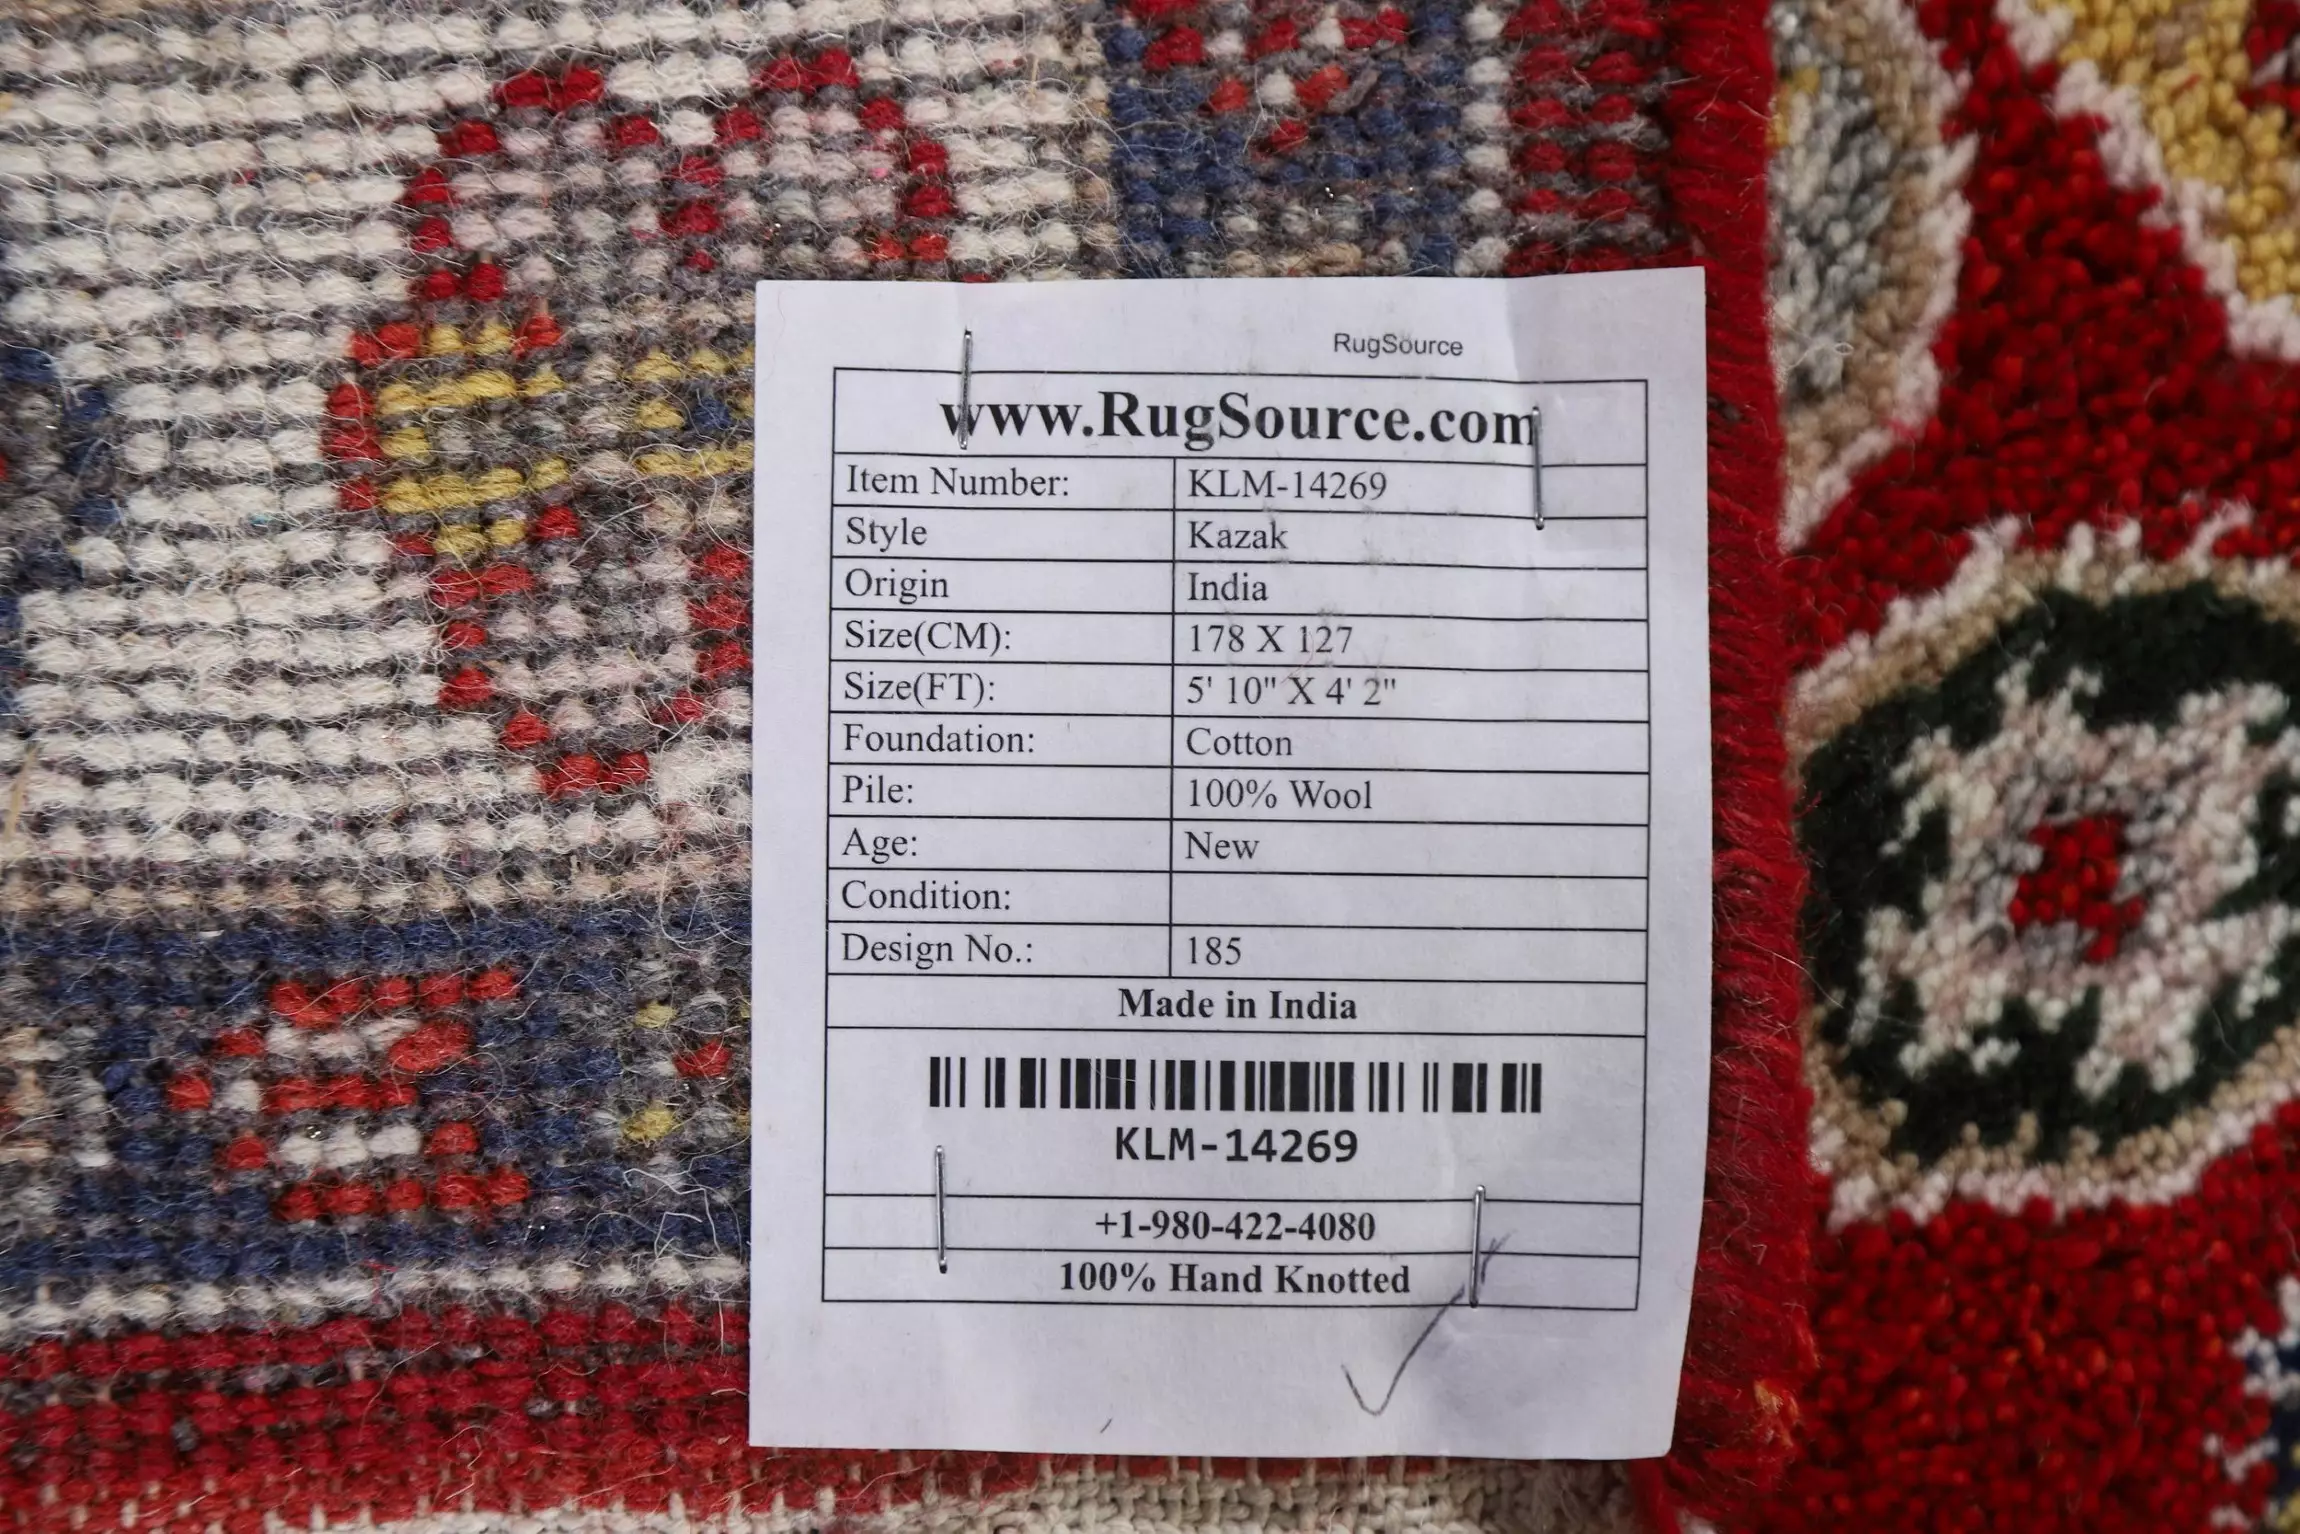 RugSource
www.RugSource.com
Item Number: KLM-14269
Style Kazak
Origin India
Size(CM): 178 X 127
Size(FT): 5' 10" X 4' 2"
Foundation: Cotton
Pile: 100% Wool
Age: New
Condition:
Design No.: 185
Made in India
KLM-14269
+1-980-422-4080
100% Hand Knotted